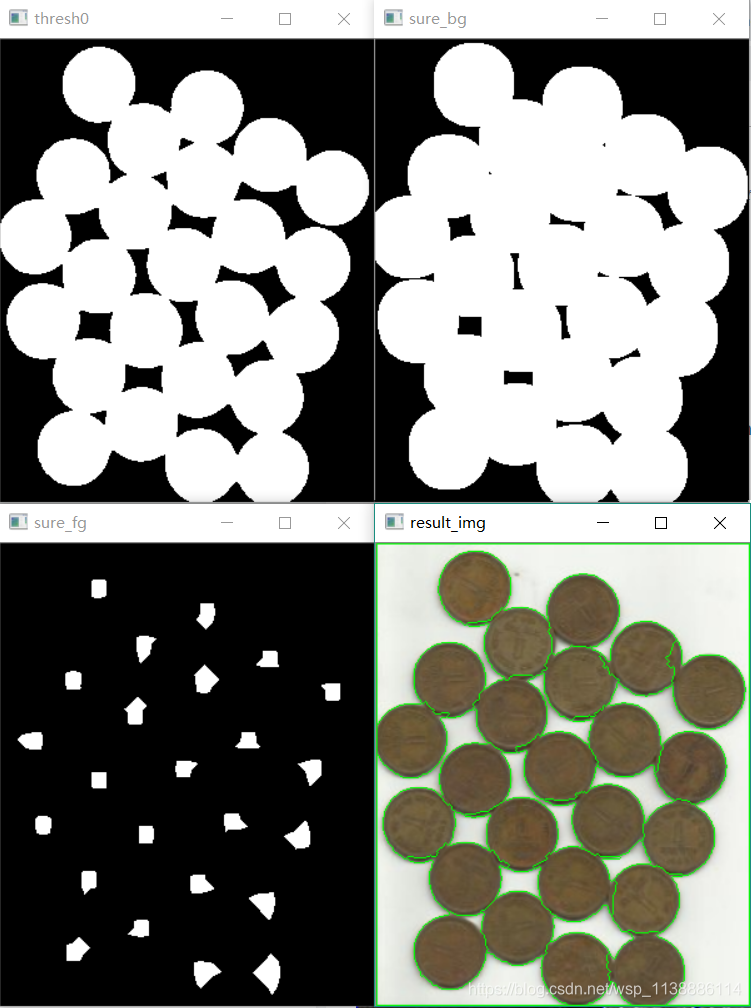 thresh0
sure_bg
sure_fg
result_img
https://blog.csdn.net/wsp_1138886114